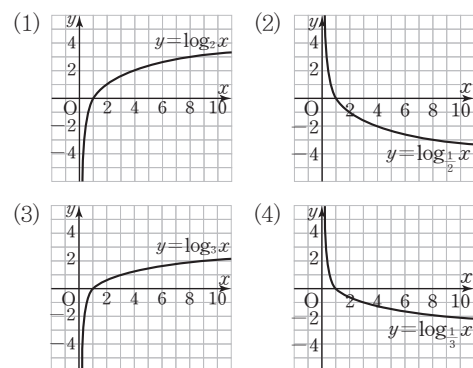 (1)
y
4
2
y=log₂x
x
O
2 4 6 8 10
−2
−4
(2)
y
4
2
x
O
2 4 6 8 10
−2
−4
y=log_{1/2} x
(3)
y
4
2
y=log₃x
x
O
2 4 6 8 10
−2
−4
(4)
y
4
2
x
O
2 4 6 8 10
−2
−4
y=log_{1/3} x